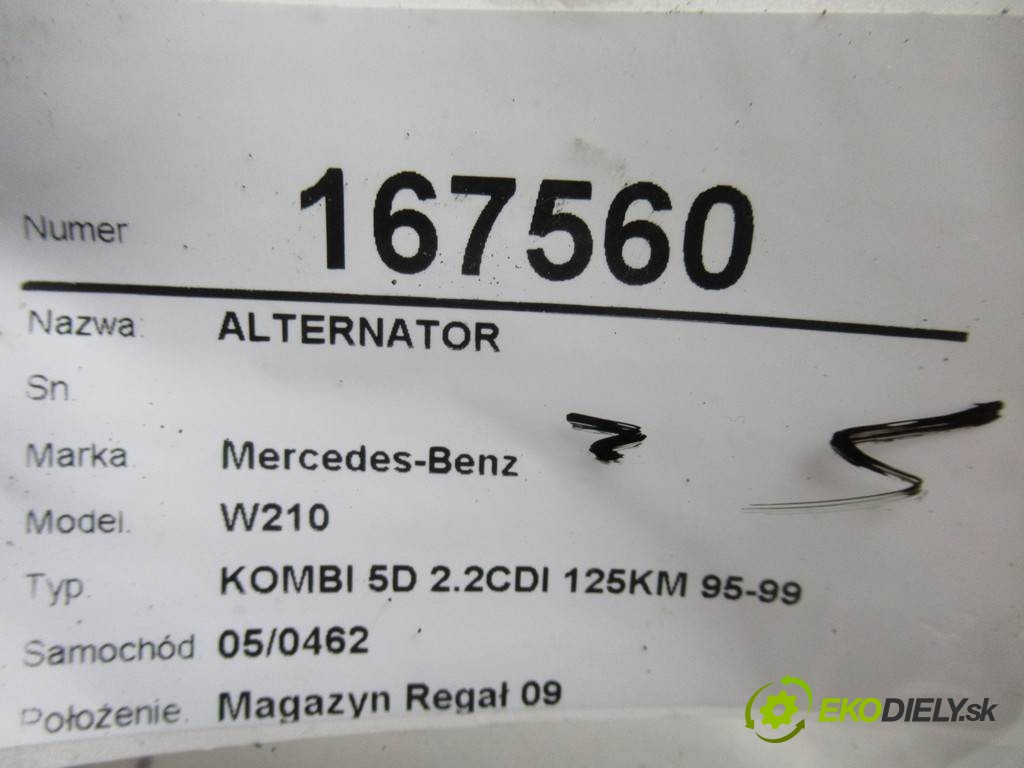 Numer 167560
Nazwa: ALTERNATOR
Sn.
Marka. Mercedes-Benz
Model. W210
Typ. KOMBI 5D 2.2CDI 125KM 95-99
Samochód 05/0462
Położenie. Magazyn Regał 09
EKODIELY.sk